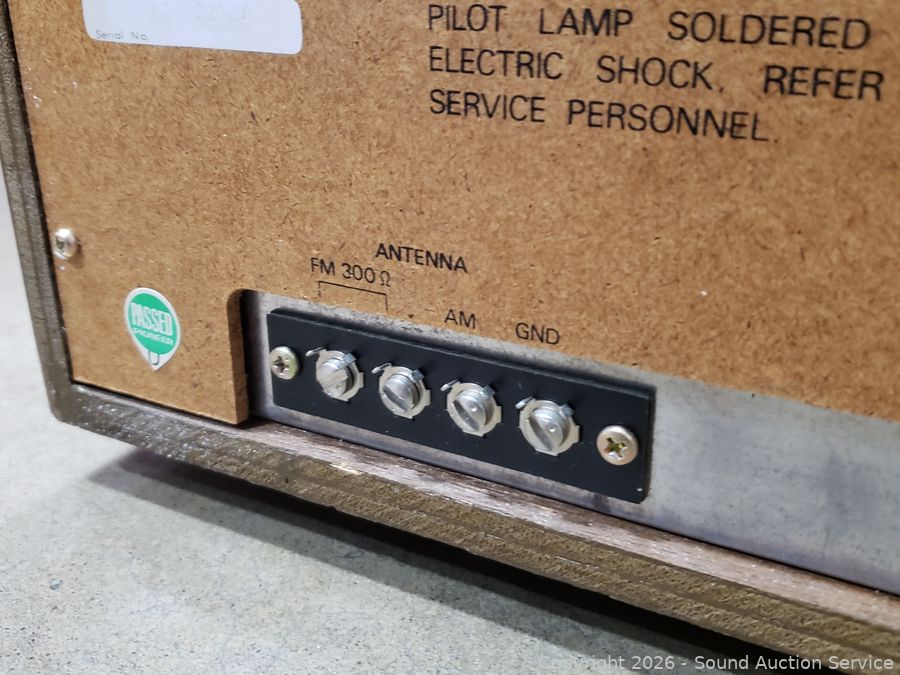 Serial No.
PILOT LAMP SOLDERED
ELECTRIC SHOCK, REFER
SERVICE PERSONNEL.
ANTENNA
FM 300Ω
AM GND
PASSED
PIONEER
Copyright 2026 - Sound Auction Service